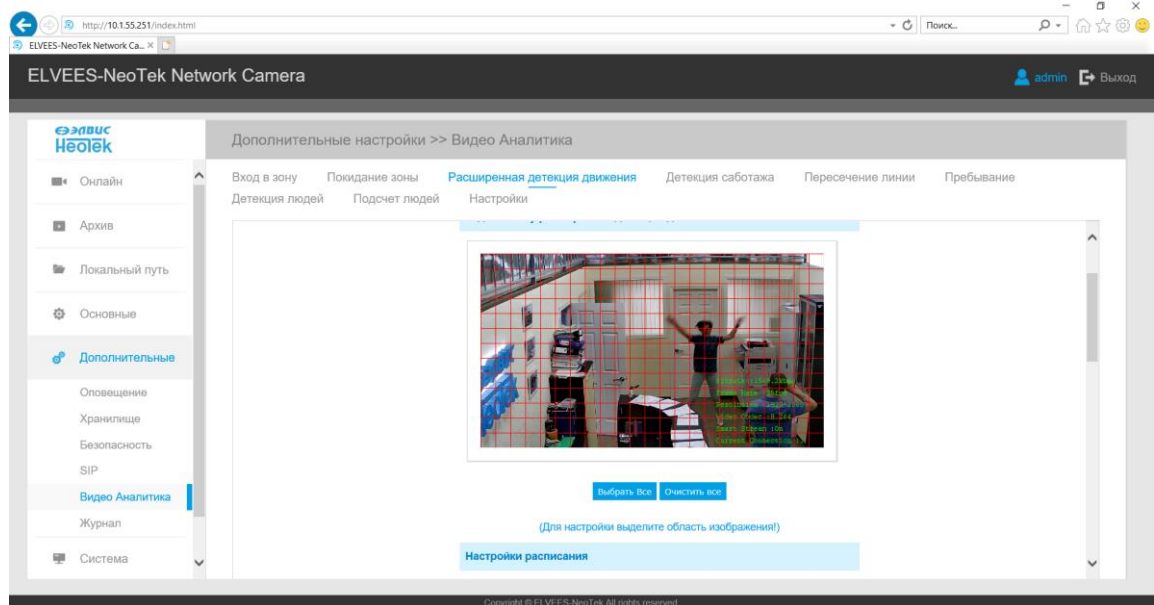 http://10.1.55.251/index.html
Поиск...
ELVEES-NeoTek Network Ca...
ELVEES-NeoTek Network Camera
admin
Выход
элвис
НеоТек
Дополнительные настройки >> Видео Аналитика
Онлайн
Архив
Локальный путь
Основные
Дополнительные
Оповещение
Хранилище
Безопасность
SIP
Видео Аналитика
Журнал
Система
Вход в зону
Покидание зоны
Расширенная детекция движения
Детекция саботажа
Пересечение линии
Пребывание
Детекция людей
Подсчет людей
Настройки
Выбрать Все
Очистить все
(Для настройки выделите область изображения!)
Настройки расписания
Copyright © ELVEES-NeoTek All rights reserved